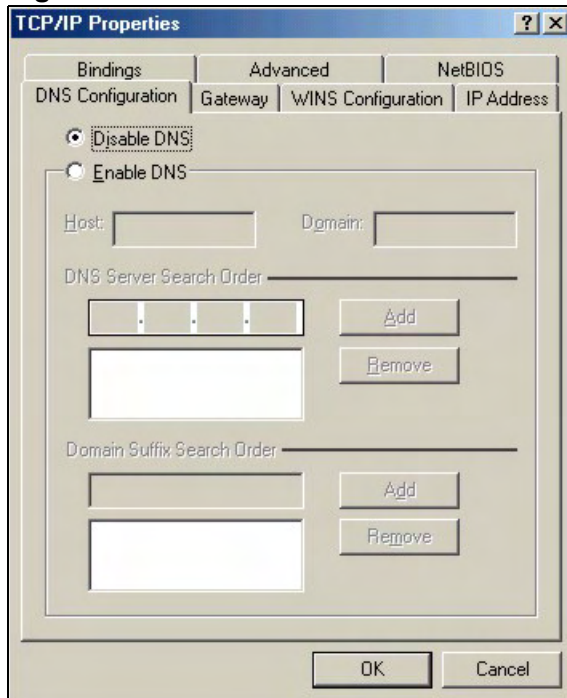 TCP/IP Properties
Bindings Advanced NetBIOS
DNS Configuration Gateway WINS Configuration IP Address
Disable DNS
Enable DNS
Host: Domain:
DNS Server Search Order
. . .
Add
Remove
Domain Suffix Search Order
Add
Remove
OK Cancel